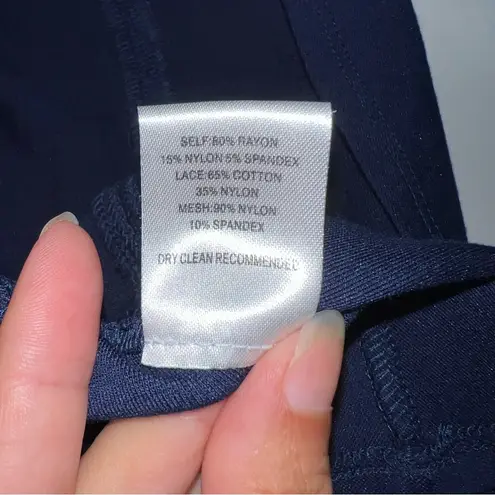 SELF:80% RAYON
15% NYLON 5% SPANDEX
LACE:65% COTTON
35% NYLON
MESH:90% NYLON
10% SPANDEX
DRY CLEAN RECOMMENDED